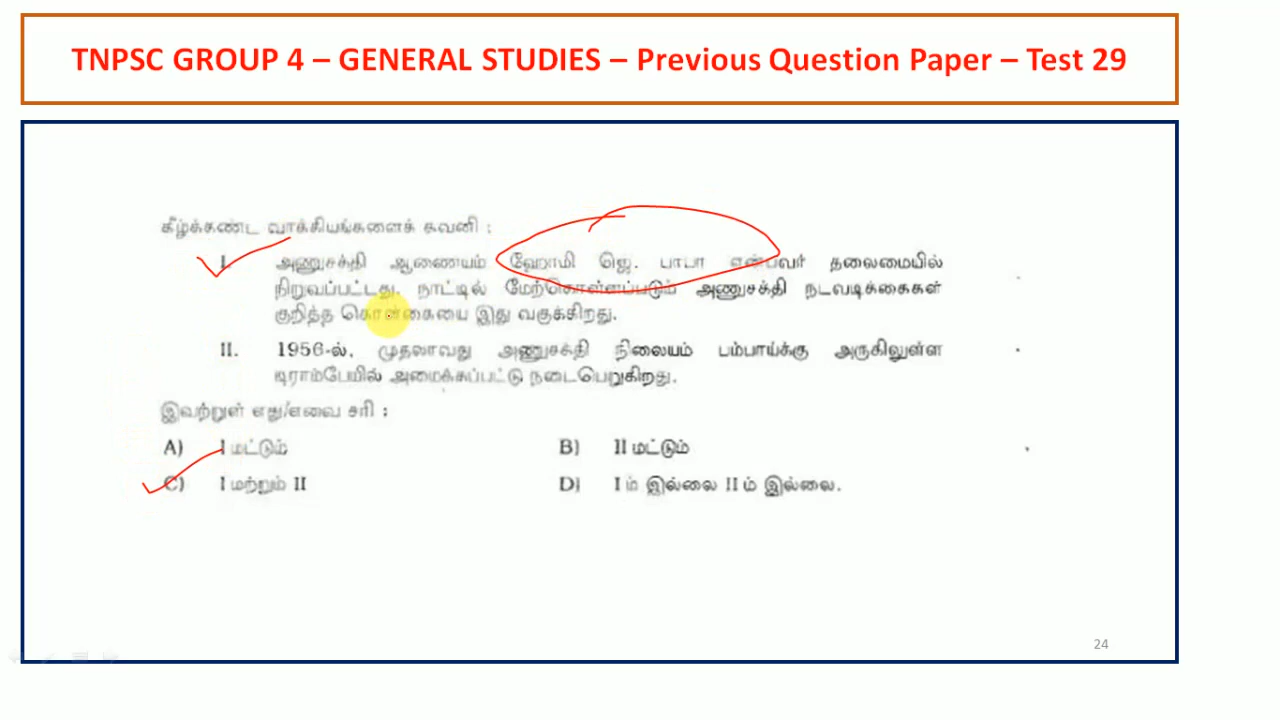 TNPSC GROUP 4 – GENERAL STUDIES – Previous Question Paper – Test 29
கீழ்க்கண்ட வாக்கியங்களைக் கவனி :
I. அணுசக்தி ஆணையம் ஹோமி ஜெ. பாபா என்பவர் தலைமையில்
நிறுவப்பட்டது. நாட்டில் மேற்கொள்ளப்படும் அணுசக்தி நடவடிக்கைகள்
குறித்த கொள்கையை இது வகுக்கிறது.
II. 1956-ல், முதலாவது அணுசக்தி நிலையம் பம்பாய்க்கு அருகிலுள்ள
டிராம்பேயில் அமைக்கப்பட்டு நடைபெறுகிறது.
இவற்றுள் எது/எவை சரி :
A) I மட்டும் B) II மட்டும்
C) I மற்றும் II D) I ம் இல்லை II ம் இல்லை.
24